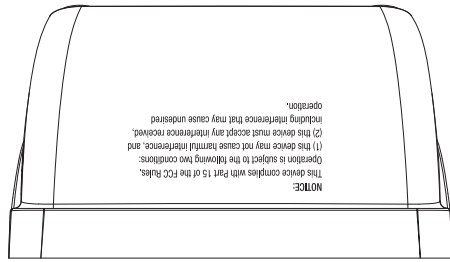 NOTICE:
This device complies with Part 15 of the FCC Rules.
Operation is subject to the following two conditions:
(1) this device may not cause harmful interference, and
(2) this device must accept any interference received,
including interference that may cause undesired
operation.